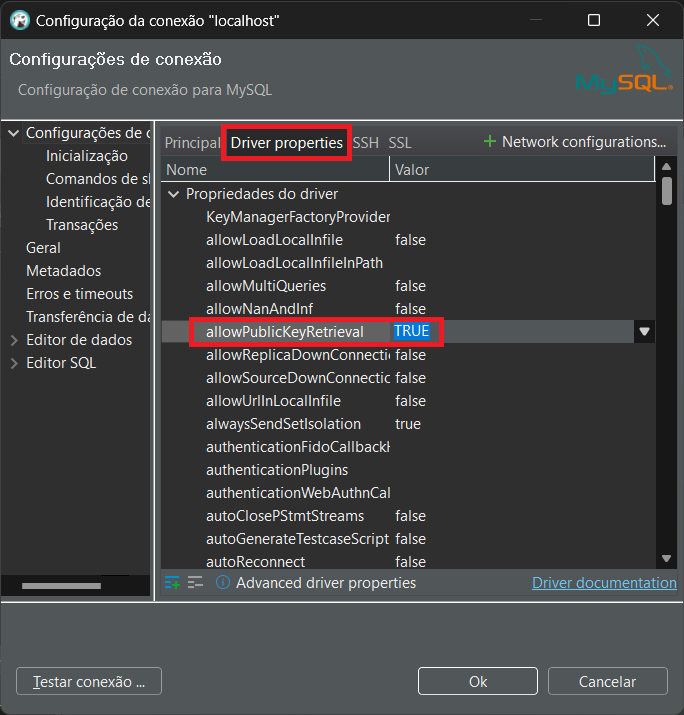 Configuração da conexão "localhost"
Configurações de conexão
Configuração de conexão para MySQL
MySQL
Configurações de c
Inicialização
Comandos de sh
Identificação de
Transações
Geral
Metadados
Erros e timeouts
Transferência de da
Editor de dados
Editor SQL
Principal Driver properties SSH SSL Network configurations...
Nome Valor
Propriedades do driver
KeyManagerFactoryProvider
allowLoadLocalInfile false
allowLoadLocalInfileInPath
allowMultiQueries false
allowNanAndInf false
allowPublicKeyRetrieval TRUE
allowReplicaDownConnectic false
allowSourceDownConnectic false
allowUrlInLocalInfile false
alwaysSendSetIsolation true
authenticationFidoCallbackH
authenticationPlugins
authenticationWebAuthnCal
autoClosePStmtStreams false
autoGenerateTestcaseScript false
autoReconnect false
Advanced driver properties Driver documentation
Testar conexão ... Ok Cancelar